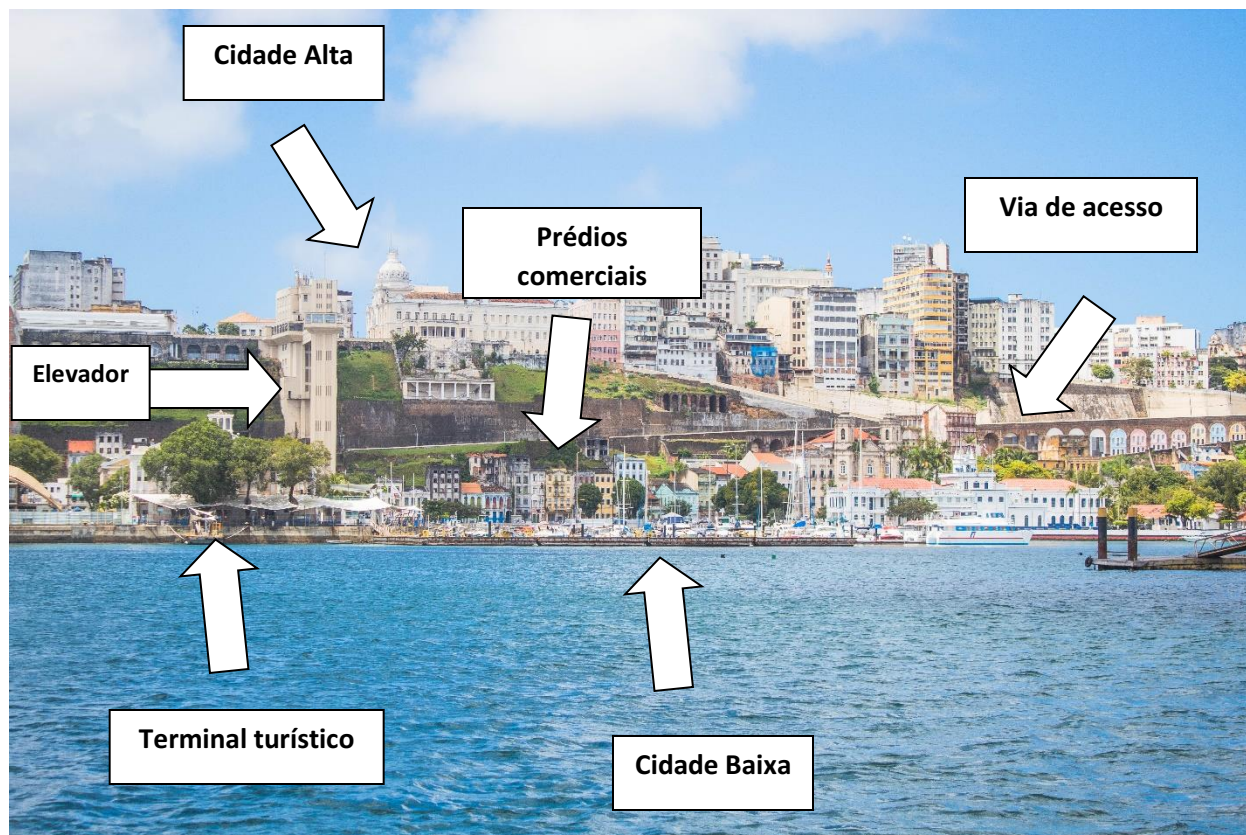 Cidade Alta
Via de acesso
Prédios
comerciais
Elevador
Terminal turístico
Cidade Baixa